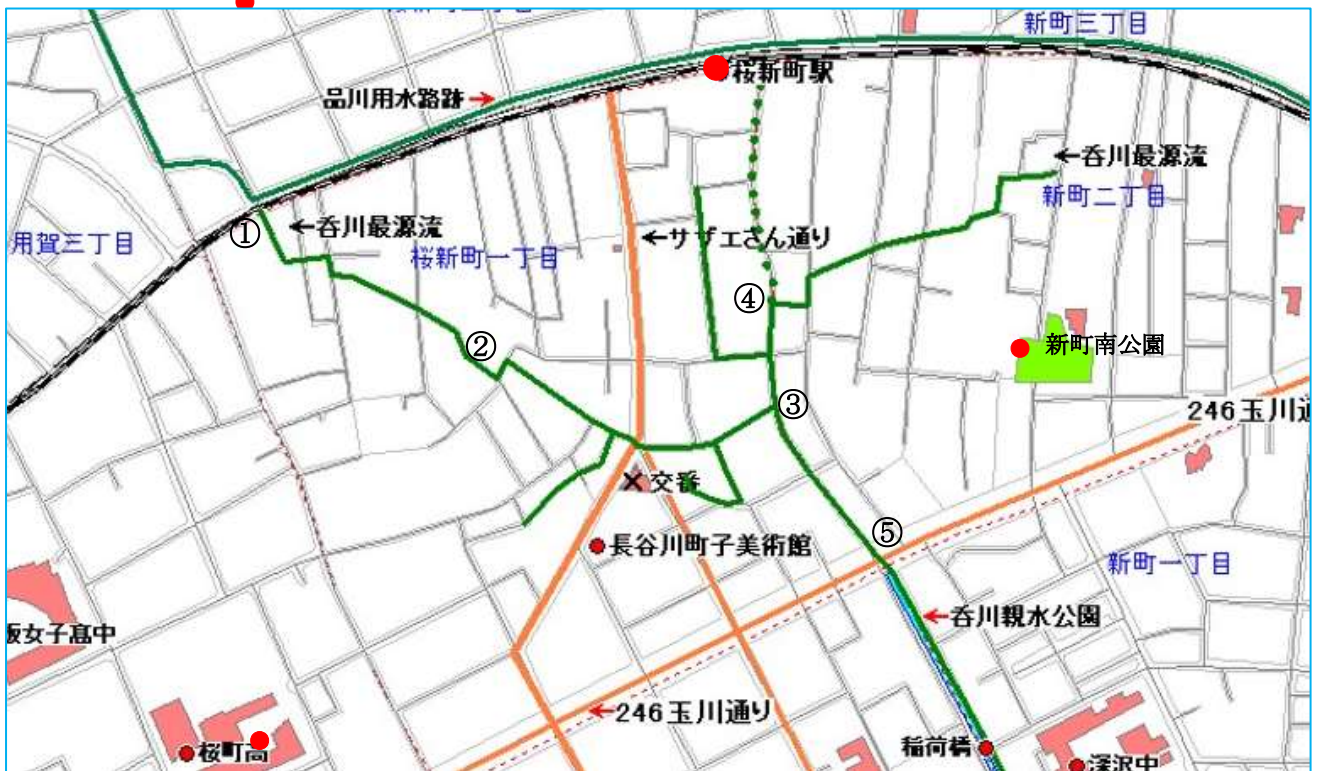 新町三丁目
桜新町駅
品川用水路跡→
←呑川最源流
新町二丁目
①
←呑川最源流
用賀三丁目
桜新町一丁目
←サザエさん通り
④
②
新町南公園
③
246玉川通
交番
⑤
長谷川町子美術館
新町一丁目
←呑川親水公園
女子高中
←246玉川通り
稲荷橋
桜町高
深沢中